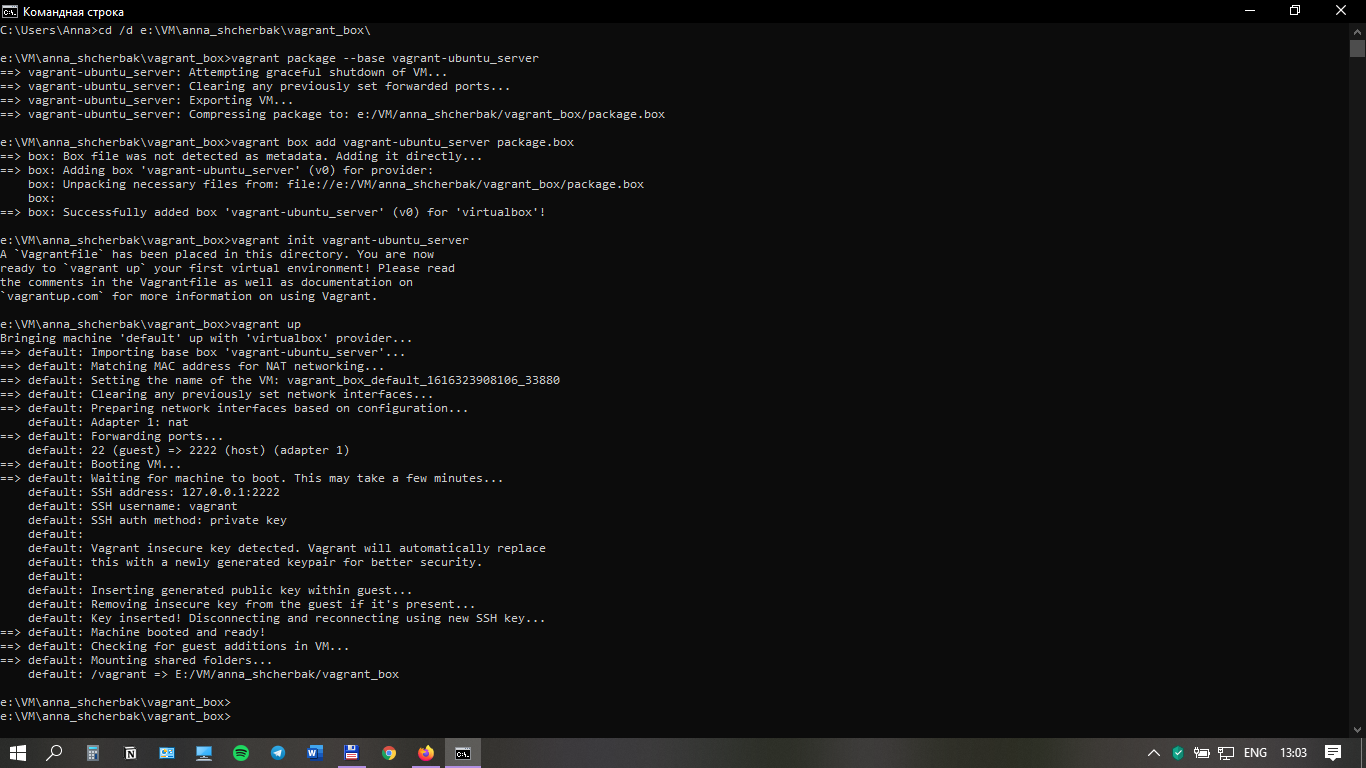 Командная строка
C:\Users\Anna>cd /d e:\VM\anna_shcherbak\vagrant_box\
e:\VM\anna_shcherbak\vagrant_box>vagrant package --base vagrant-ubuntu_server
==> vagrant-ubuntu_server: Attempting graceful shutdown of VM...
==> vagrant-ubuntu_server: Clearing any previously set forwarded ports...
==> vagrant-ubuntu_server: Exporting VM...
==> vagrant-ubuntu_server: Compressing package to: e:/VM/anna_shcherbak/vagrant_box/package.box
e:\VM\anna_shcherbak\vagrant_box>vagrant box add vagrant-ubuntu_server package.box
==> box: Box file was not detected as metadata. Adding it directly...
==> box: Adding box 'vagrant-ubuntu_server' (v0) for provider:
    box: Unpacking necessary files from: file://e:/VM/anna_shcherbak/vagrant_box/package.box
    box:
==> box: Successfully added box 'vagrant-ubuntu_server' (v0) for 'virtualbox'!
e:\VM\anna_shcherbak\vagrant_box>vagrant init vagrant-ubuntu_server
A `Vagrantfile` has been placed in this directory. You are now
ready to `vagrant up` your first virtual environment! Please read
the comments in the Vagrantfile as well as documentation on
`vagrantup.com` for more information on using Vagrant.
e:\VM\anna_shcherbak\vagrant_box>vagrant up
Bringing machine 'default' up with 'virtualbox' provider...
==> default: Importing base box 'vagrant-ubuntu_server'...
==> default: Matching MAC address for NAT networking...
==> default: Setting the name of the VM: vagrant_box_default_1616323908106_33880
==> default: Clearing any previously set network interfaces...
==> default: Preparing network interfaces based on configuration...
    default: Adapter 1: nat
==> default: Forwarding ports...
    default: 22 (guest) => 2222 (host) (adapter 1)
==> default: Booting VM...
==> default: Waiting for machine to boot. This may take a few minutes...
    default: SSH address: 127.0.0.1:2222
    default: SSH username: vagrant
    default: SSH auth method: private key
    default:
    default: Vagrant insecure key detected. Vagrant will automatically replace
    default: this with a newly generated keypair for better security.
    default:
    default: Inserting generated public key within guest...
    default: Removing insecure key from the guest if it's present...
    default: Key inserted! Disconnecting and reconnecting using new SSH key...
==> default: Machine booted and ready!
==> default: Checking for guest additions in VM...
==> default: Mounting shared folders...
    default: /vagrant => E:/VM/anna_shcherbak/vagrant_box
e:\VM\anna_shcherbak\vagrant_box>
e:\VM\anna_shcherbak\vagrant_box>
ENG 13:03